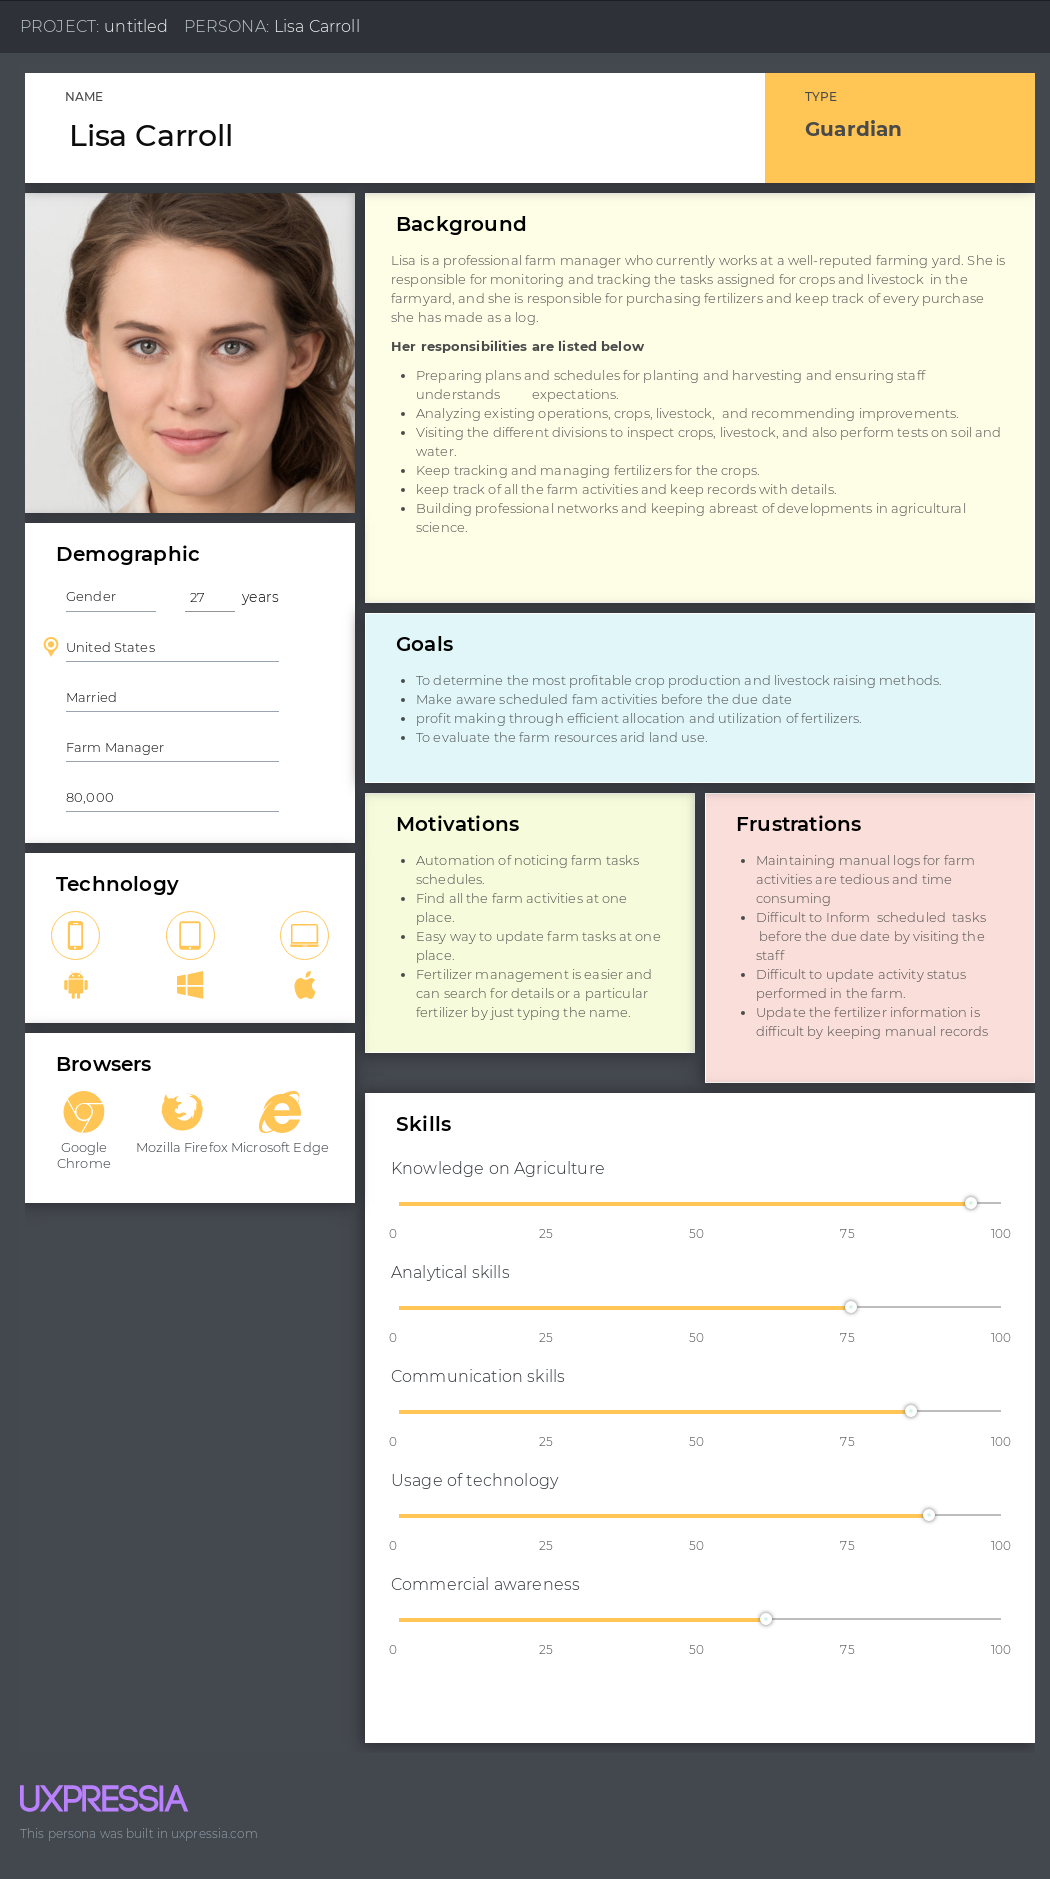 PROJECT: untitled PERSONA: Lisa Carroll
NAME
Lisa Carroll
TYPE
Guardian
Background
Lisa is a professional farm manager who currently works at a well-reputed farming yard. She is
responsible for monitoring and tracking the tasks assigned for crops and livestock in the
farmyard, and she is responsible for purchasing fertilizers and keep track of every purchase
she has made as a log.
Her responsibilities are listed below
Preparing plans and schedules for planting and harvesting and ensuring staff
understands expectations.
Analyzing existing operations, crops, livestock, and recommending improvements.
Visiting the different divisions to inspect crops, livestock, and also perform tests on soil and
water.
Keep tracking and managing fertilizers for the crops.
keep track of all the farm activities and keep records with details.
Building professional networks and keeping abreast of developments in agricultural
science.
Demographic
Gender 27 years
United States
Married
Farm Manager
80,000
Goals
To determine the most profitable crop production and livestock raising methods.
Make aware scheduled fam activities before the due date
profit making through efficient allocation and utilization of fertilizers.
To evaluate the farm resources arid land use.
Motivations
Automation of noticing farm tasks
schedules.
Find all the farm activities at one
place.
Easy way to update farm tasks at one
place.
Fertilizer management is easier and
can search for details or a particular
fertilizer by just typing the name.
Frustrations
Maintaining manual logs for farm
activities are tedious and time
consuming
Difficult to Inform scheduled tasks
before the due date by visiting the
staff
Difficult to update activity status
performed in the farm.
Update the fertilizer information is
difficult by keeping manual records
Technology
Browsers
Google
Chrome
Mozilla Firefox
Microsoft Edge
Skills
Knowledge on Agriculture
0 25 50 75 100
Analytical skills
0 25 50 75 100
Communication skills
0 25 50 75 100
Usage of technology
0 25 50 75 100
Commercial awareness
0 25 50 75 100
UXPRESSIA
This persona was built in uxpressia.com